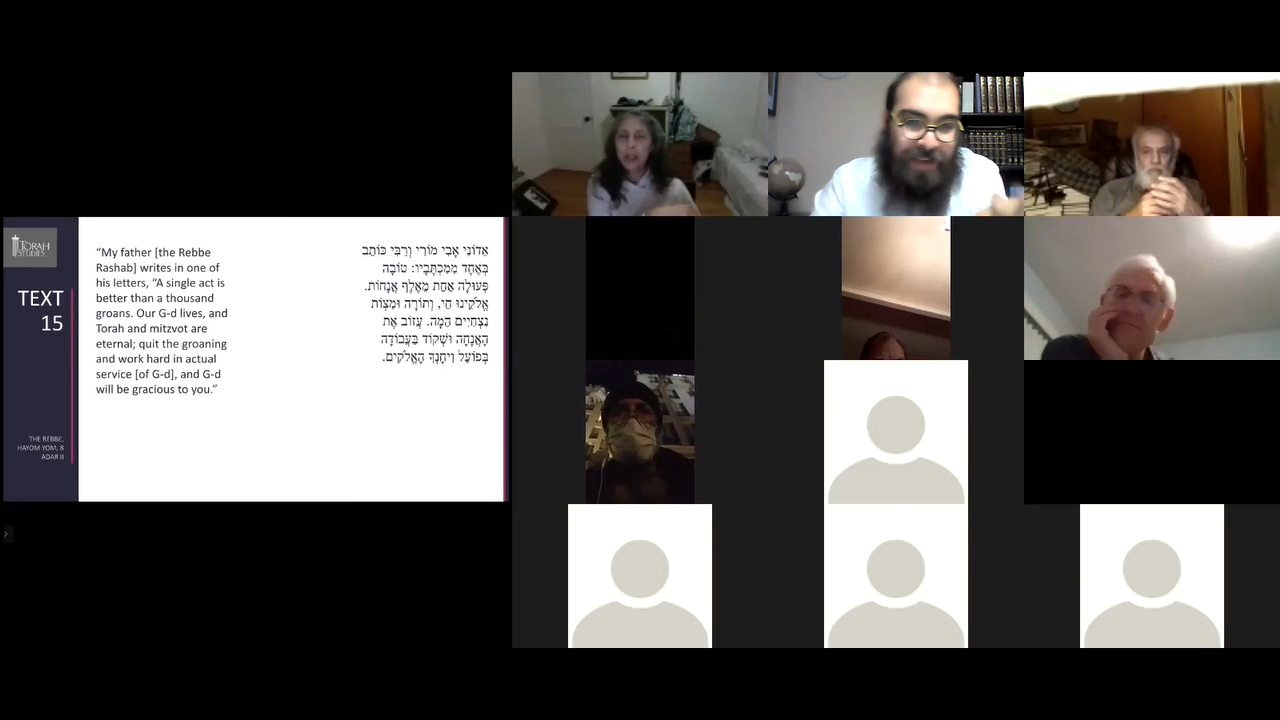 TORAH
STUDIES
TEXT
15
THE REBBE,
HAYOM YOM, 8
ADAR II
“My father [the Rebbe
Rashab] writes in one of
his letters, “A single act is
better than a thousand
groans. Our G-d lives, and
Torah and mitzvot are
eternal; quit the groaning
and work hard in actual
service [of G-d], and G-d
will be gracious to you.”
אֲדוֹנִי אָבִי מוֹרִי וְרַבִּי כּוֹתֵב
בְּאֶחָד מִמִכְתָּבָיו: טוֹבָה
פְּעוּלָה אַחַת מֵאֶלֶף אֲנָחוֹת.
אֱלֹקֵינוּ חַי, וְתוֹרָה וּמִצְוֹת
נִצְחִיִּים הֵמָּה. עֲזוֹב אֶת
הָאֲנָחָה וּשְׁקוֹד בַּעֲבוֹדָה
בְּפוֹעַל וִיחָנְךָ הָאֱלֹקִים.